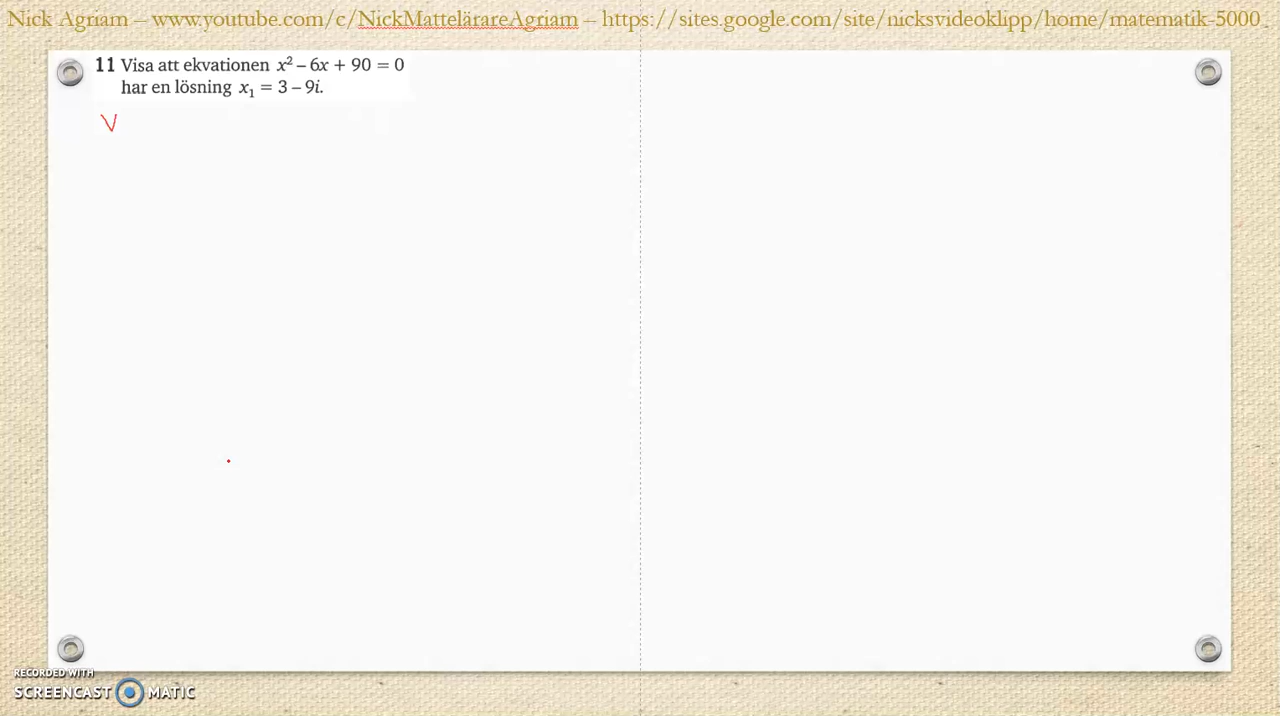 Nick Agriam – www.youtube.com/c/NickMattelärareAgriam – https://sites.google.com/site/nicksvideoklipp/home/matematik-5000
11 Visa att ekvationen x² – 6x + 90 = 0
har en lösning x₁ = 3 – 9i.
V
RECORDED WITH
SCREENCAST MATIC